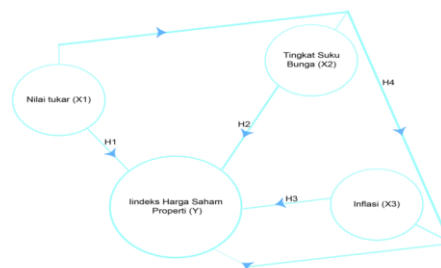 Tingkat Suku
Bunga (X2)
Nilai tukar (X1)
H4
H2
H1
H3
Iindeks Harga Saham
Properti (Y)
Inflasi (X3)